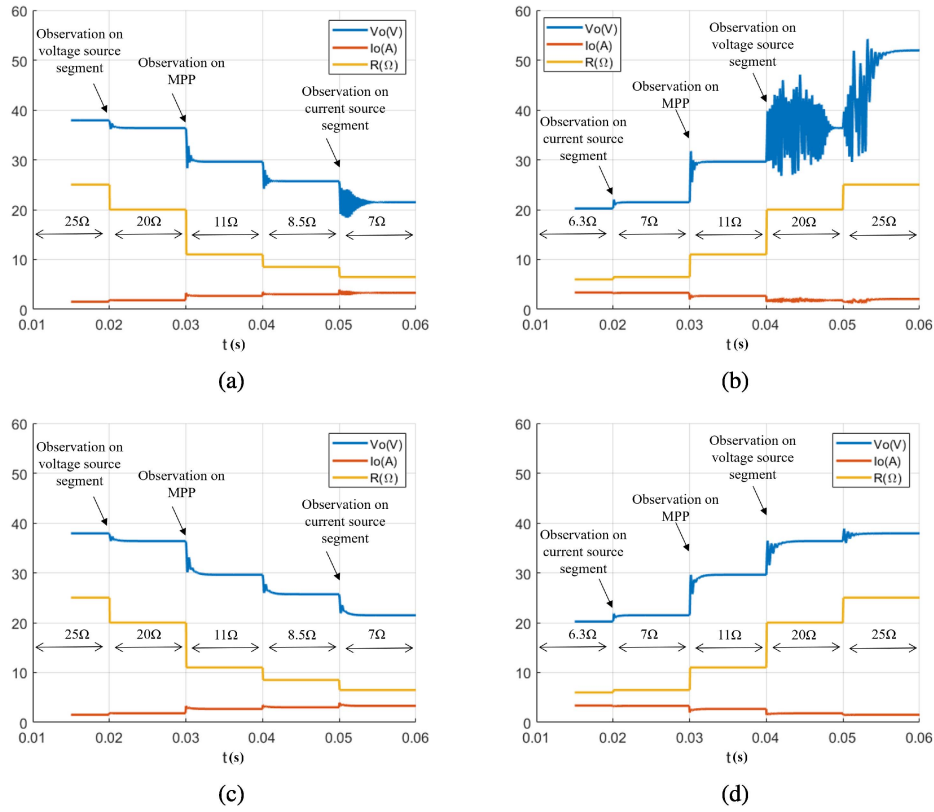 60
50
40
30
20
10
0
0.01 0.02 0.03 0.04 0.05 0.06
t(s)
Vo(V)
Io(A)
R(Ω)
Observation on
voltage source
segment
Observation on
MPP
Observation on
current source
segment
25Ω 20Ω 11Ω 8.5Ω 7Ω
(a)
60
50
40
30
20
10
0
0.01 0.02 0.03 0.04 0.05 0.06
t(s)
Vo(V)
Io(A)
R(Ω)
Observation on
voltage source
segment
Observation on
MPP
Observation on
current source
segment
6.3Ω 7Ω 11Ω 20Ω 25Ω
(b)
60
50
40
30
20
10
0
0.01 0.02 0.03 0.04 0.05 0.06
t(s)
Vo(V)
Io(A)
R(Ω)
Observation on
voltage source
segment
Observation on
MPP
Observation on
current source
segment
25Ω 20Ω 11Ω 8.5Ω 7Ω
(c)
60
50
40
30
20
10
0
0.01 0.02 0.03 0.04 0.05 0.06
t(s)
Vo(V)
Io(A)
R(Ω)
Observation on
voltage source
segment
Observation on
MPP
Observation on
current source
segment
6.3Ω 7Ω 11Ω 20Ω 25Ω
(d)